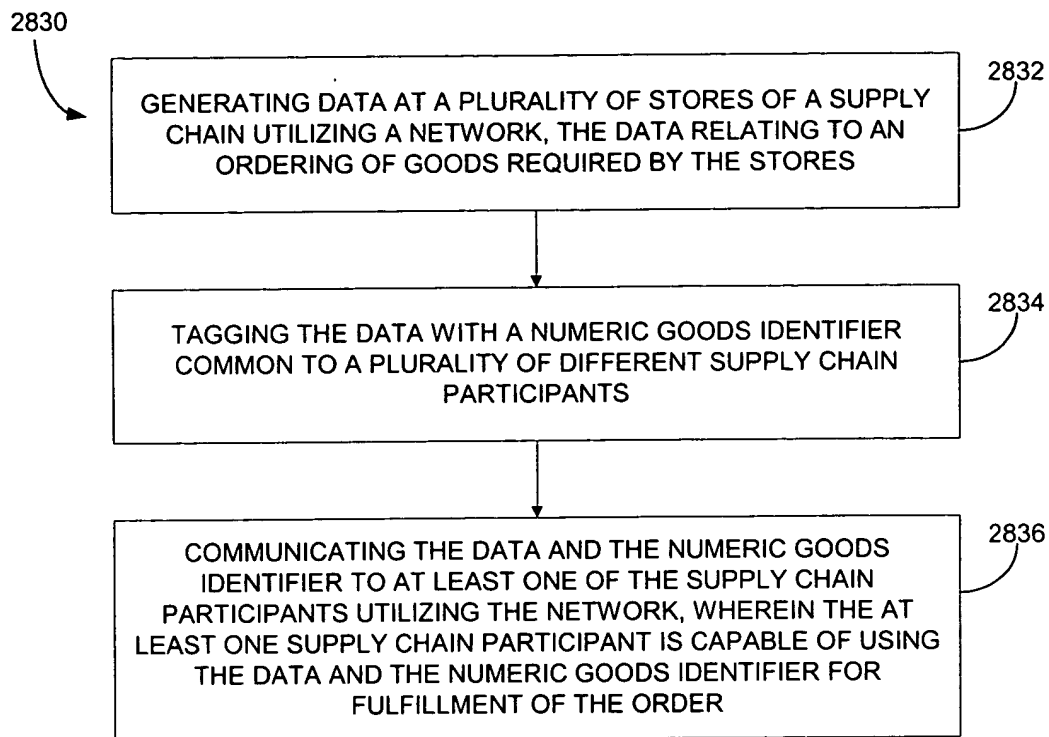 2830
2832
GENERATING DATA AT A PLURALITY OF STORES OF A SUPPLY
CHAIN UTILIZING A NETWORK, THE DATA RELATING TO AN
ORDERING OF GOODS REQUIRED BY THE STORES
2834
TAGGING THE DATA WITH A NUMERIC GOODS IDENTIFIER
COMMON TO A PLURALITY OF DIFFERENT SUPPLY CHAIN
PARTICIPANTS
2836
COMMUNICATING THE DATA AND THE NUMERIC GOODS
IDENTIFIER TO AT LEAST ONE OF THE SUPPLY CHAIN
PARTICIPANTS UTILIZING THE NETWORK, WHEREIN THE AT
LEAST ONE SUPPLY CHAIN PARTICIPANT IS CAPABLE OF USING
THE DATA AND THE NUMERIC GOODS IDENTIFIER FOR
FULFILLMENT OF THE ORDER